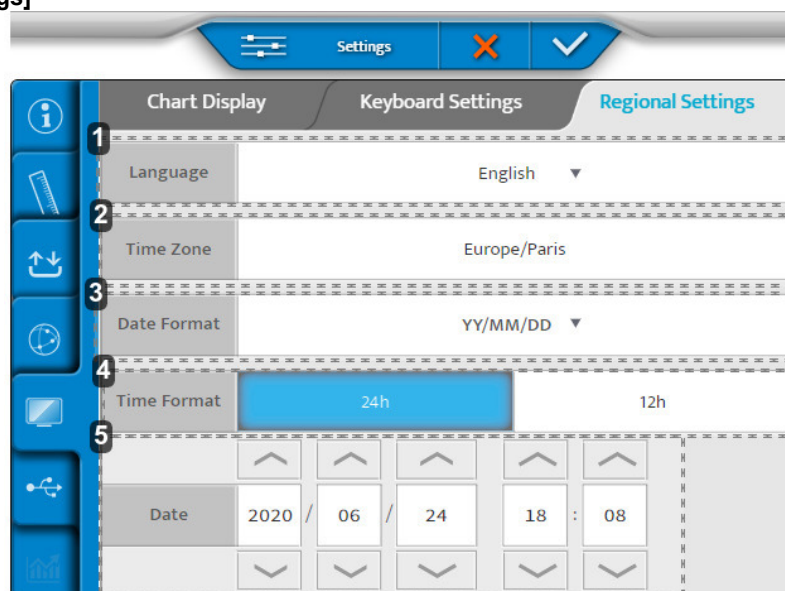 gs]
Settings
Chart Display Keyboard Settings Regional Settings
1
Language English
2
Time Zone Europe/Paris
3
Date Format YY/MM/DD
4
Time Format 24h 12h
5
Date 2020 / 06 / 24 18 : 08